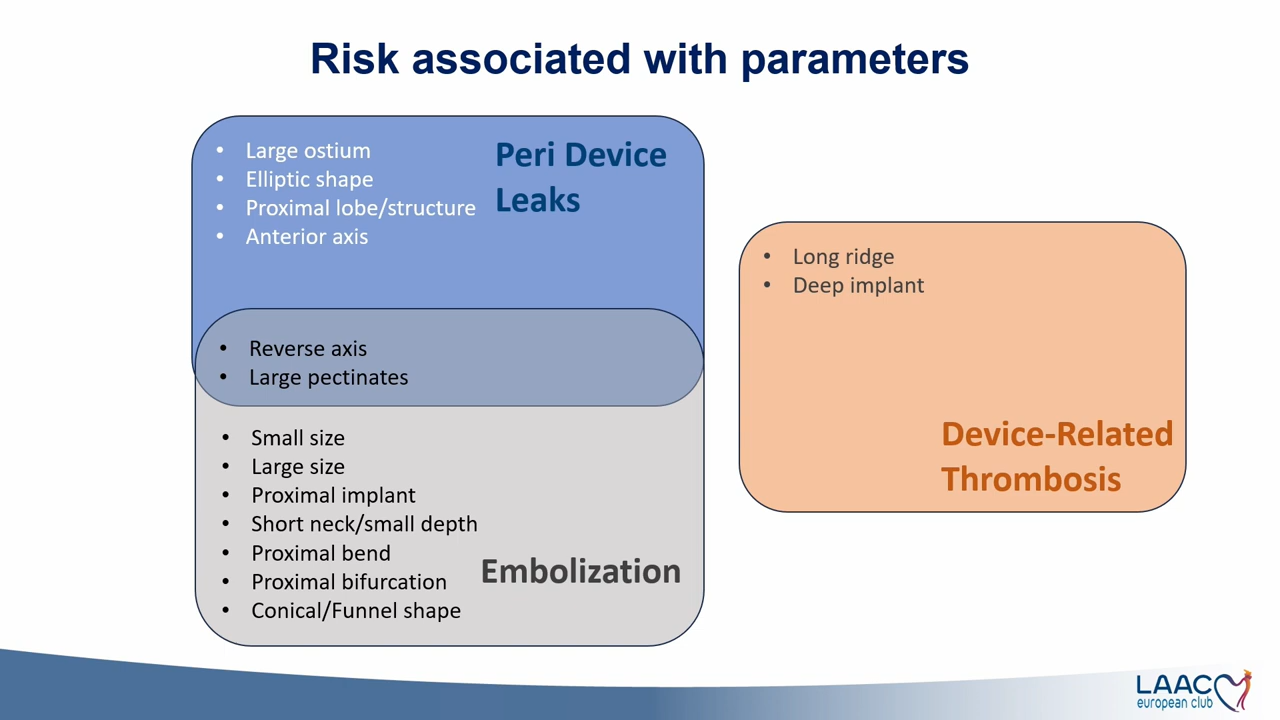 Risk associated with parameters
• Large ostium
• Elliptic shape
• Proximal lobe/structure
• Anterior axis
Peri Device
Leaks
• Reverse axis
• Large pectinates
• Small size
• Large size
• Proximal implant
• Short neck/small depth
• Proximal bend
• Proximal bifurcation
• Conical/Funnel shape
Embolization
• Long ridge
• Deep implant
Device-Related
Thrombosis
LAAC
european club